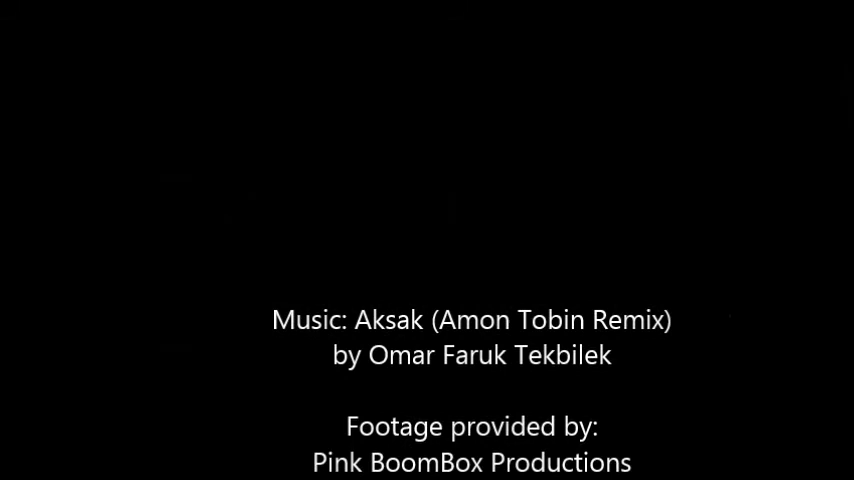 Music: Aksak (Amon Tobin Remix)
by Omar Faruk Tekbilek
Footage provided by:
Pink BoomBox Productions